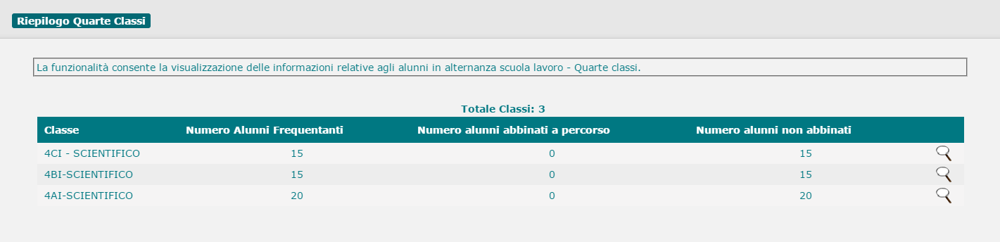 Riepilogo Quarte Classi
La funzionalità consente la visualizzazione delle informazioni relative agli alunni in alternanza scuola lavoro - Quarte classi.
Totale Classi: 3
Classe Numero Alunni Frequentanti Numero alunni abbinati a percorso Numero alunni non abbinati
4CI - SCIENTIFICO 15 0 15
4BI-SCIENTIFICO 15 0 15
4AI-SCIENTIFICO 20 0 20